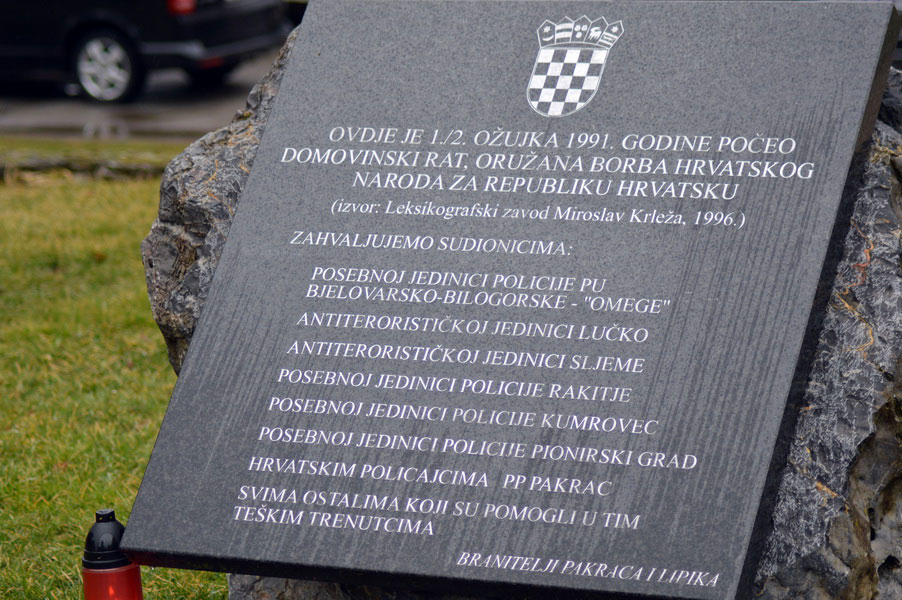 OVDJE JE 1./2. OŽUJKA 1991. GODINE POČEO
DOMOVINSKI RAT, ORUŽANA BORBA HRVATSKOG
NARODA ZA REPUBLIKU HRVATSKU
(izvor: Leksikografski zavod Miroslav Krleža, 1996.)
ZAHVALJUJEMO SUDIONICIMA:
POSEBNOJ JEDINICI POLICIJE PU
BJELOVARSKO-BILOGORSKE - "OMEGE"
ANTITERORISTIČKOJ JEDINICI LUČKO
ANTITERORISTIČKOJ JEDINICI SLJEME
POSEBNOJ JEDINICI POLICIJE RAKITJE
POSEBNOJ JEDINICI POLICIJE KUMROVEC
POSEBNOJ JEDINICI POLICIJE PIONIRSKI GRAD
HRVATSKIM POLICAJCIMA PP PAKRAC
SVIMA OSTALIMA KOJI SU POMOGLI U TIM
TEŠKIM TRENUTCIMA
BRANITELJI PAKRACA I LIPIKA